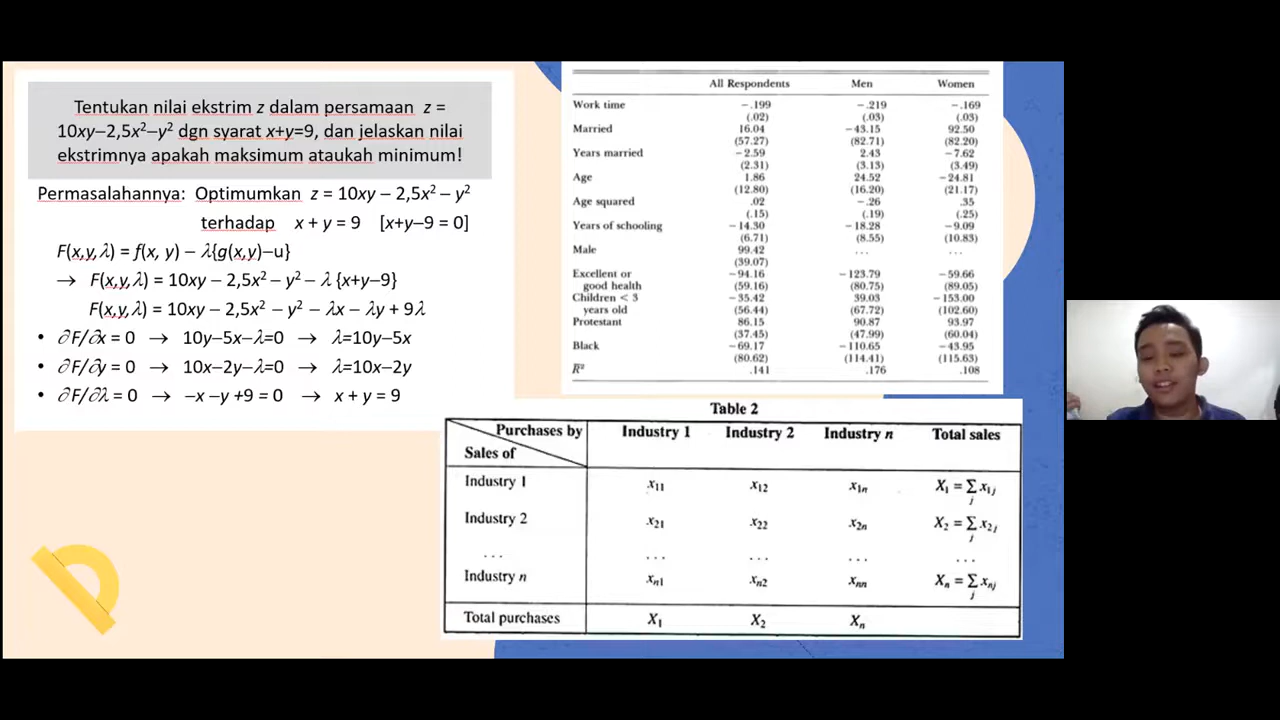 Tentukan nilai ekstrim z dalam persamaan z =
10xy−2,5x²−y² dgn syarat x+y=9, dan jelaskan nilai
ekstrimnya apakah maksimum ataukah minimum!
Permasalahannya: Optimumkan z = 10xy − 2,5x² − y²
terhadap x + y = 9 [x+y−9 = 0]
F(x,y,λ) = f(x, y) − λ{g(x,y)−u}
→ F(x,y,λ) = 10xy − 2,5x² − y² − λ {x+y−9}
F(x,y,λ) = 10xy − 2,5x² − y² − λx − λy + 9λ
• ∂F/∂x = 0 → 10y−5x−λ=0 → λ=10y−5x
• ∂F/∂y = 0 → 10x−2y−λ=0 → λ=10x−2y
• ∂F/∂λ = 0 → −x −y +9 = 0 → x + y = 9
All Respondents Men Women
Work time −.199 −.219 −.169
(.02) (.03) (.03)
Married 16.04 −43.15 92.50
(57.27) (82.71) (82.20)
Years married −2.59 2.43 −7.62
(2.31) (3.13) (3.49)
Age 1.86 24.52 −24.81
(12.80) (16.20) (21.17)
Age squared .02 −.26 .35
(.15) (.19) (.25)
Years of schooling −14.30 −18.28 −9.09
(6.71) (8.55) (10.83)
Male 99.42 ... ...
(39.07)
Excellent or −94.16 −123.79 −59.66
good health (59.16) (80.75) (89.05)
Children < 3 −35.42 39.03 −153.00
years old (56.44) (67.72) (102.60)
Protestant 86.15 90.87 93.97
(37.45) (47.99) (60.04)
Black −69.17 −110.65 −43.95
(80.62) (114.41) (115.63)
R̄² .141 .176 .108
Table 2
Purchases by Industry 1 Industry 2 Industry n Total sales
Sales of
Industry 1 x₁₁ x₁₂ x₁ₙ X₁ = Σⱼ x₁ⱼ
Industry 2 x₂₁ x₂₂ x₂ₙ X₂ = Σⱼ x₂ⱼ
... ... ... ... ...
Industry n xₙ₁ xₙ₂ xₙₙ Xₙ = Σⱼ xₙⱼ
Total purchases X₁ X₂ Xₙ